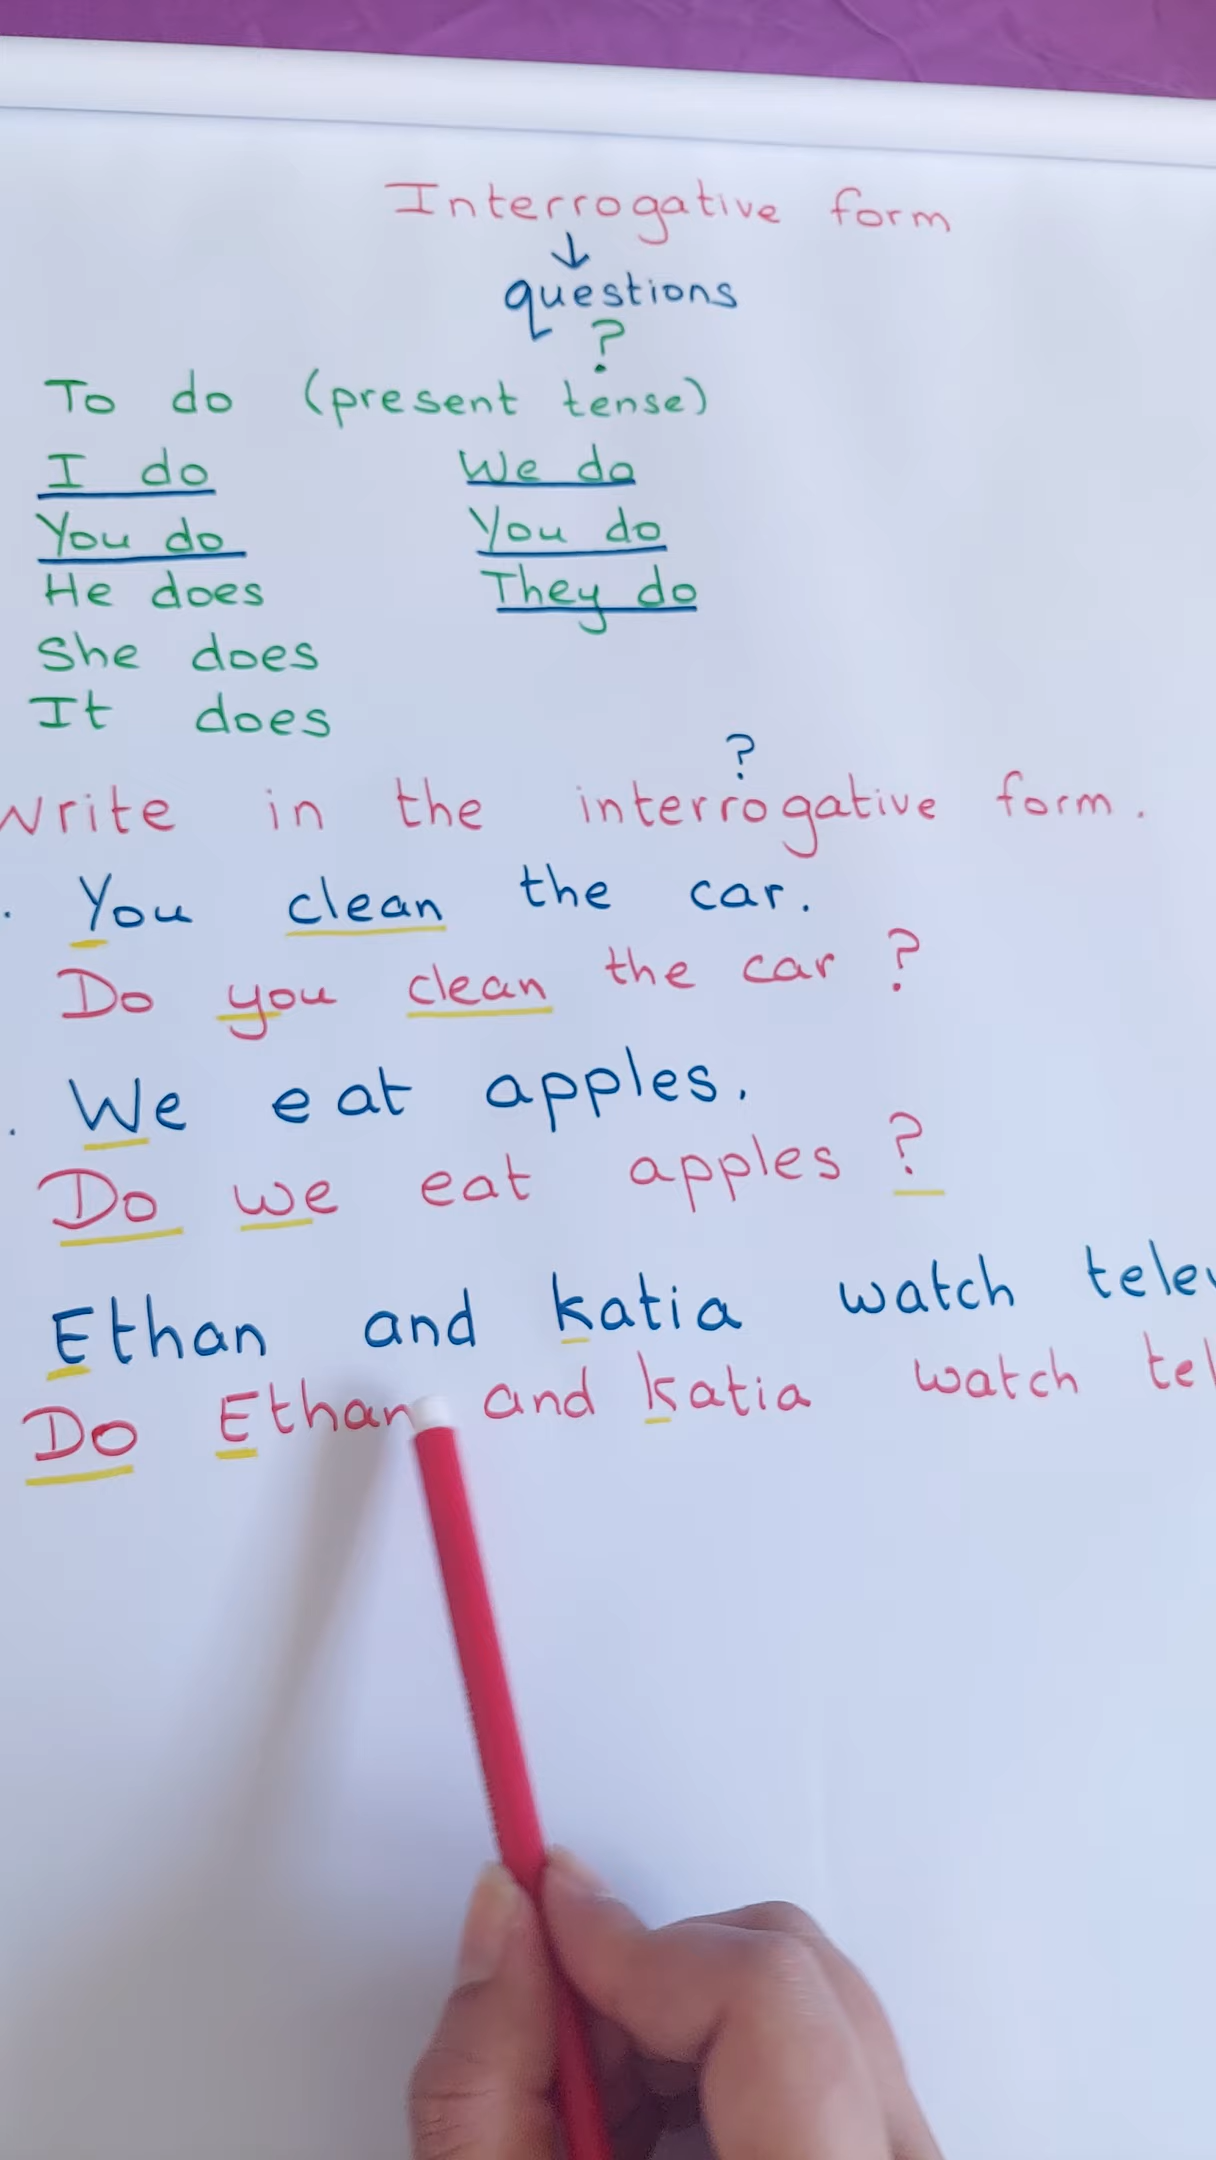 Interrogative form
↓
questions
?
To do (present tense)
I do We do
You do You do
He does They do
She does
It does
?
Write in the interrogative form.
. You clean the car.
Do you clean the car ?
. We eat apples.
Do we eat apples ?
Ethan and Katia watch
Do Ethan and Katia watch